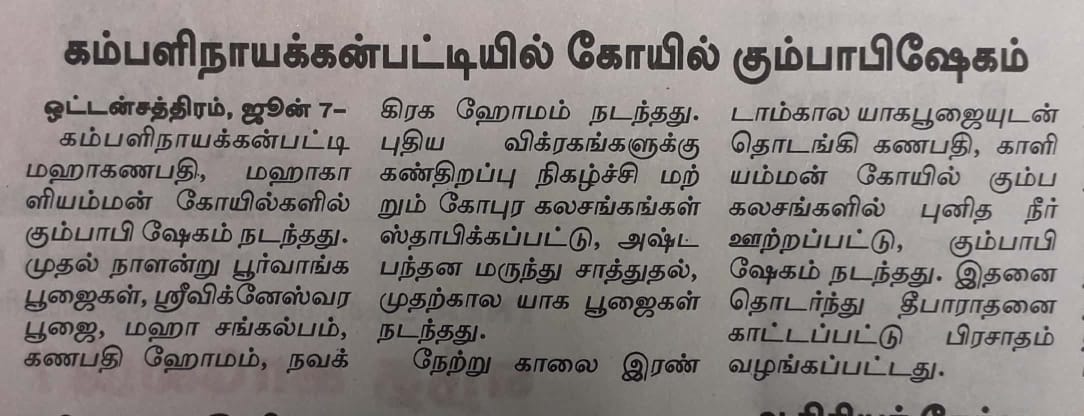 கம்பளிநாயக்கன்பட்டியில் கோயில் கும்பாபிஷேகம்
ஒட்டன்சத்திரம், ஜூன் 7–
கம்பளிநாயக்கன்பட்டி
மஹாகணபதி, மஹாகா
ளியம்மன் கோயில்களில்
கும்பாபி ஷேகம் நடந்தது.
முதல் நாளன்று பூர்வாங்க
பூஜைகள், ஸ்ரீவிக்னேஸ்வர
பூஜை, மஹா சங்கல்பம்,
கணபதி ஹோமம், நவக்
கிரக ஹோமம் நடந்தது.
புதிய விக்ரகங்களுக்கு
கண்திறப்பு நிகழ்ச்சி மற்
றும் கோபுர கலசங்கங்கள்
ஸ்தாபிக்கப்பட்டு, அஷ்ட
பந்தன மருந்து சாத்துதல்,
முதற்கால யாக பூஜைகள்
நடந்தது.
நேற்று காலை இரண்
டாம்கால யாகபூஜையுடன்
தொடங்கி கணபதி, காளி
யம்மன் கோயில் கும்ப
கலசங்களில் புனித நீர்
ஊற்றப்பட்டு, கும்பாபி
ஷேகம் நடந்தது. இதனை
தொடர்ந்து தீபாராதனை
காட்டப்பட்டு பிரசாதம்
வழங்கப்பட்டது.